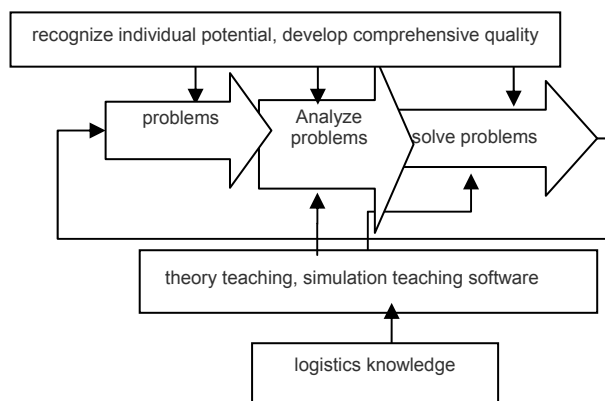 recognize individual potential, develop comprehensive quality
problems
Analyze
problems
solve problems
theory teaching, simulation teaching software
logistics knowledge